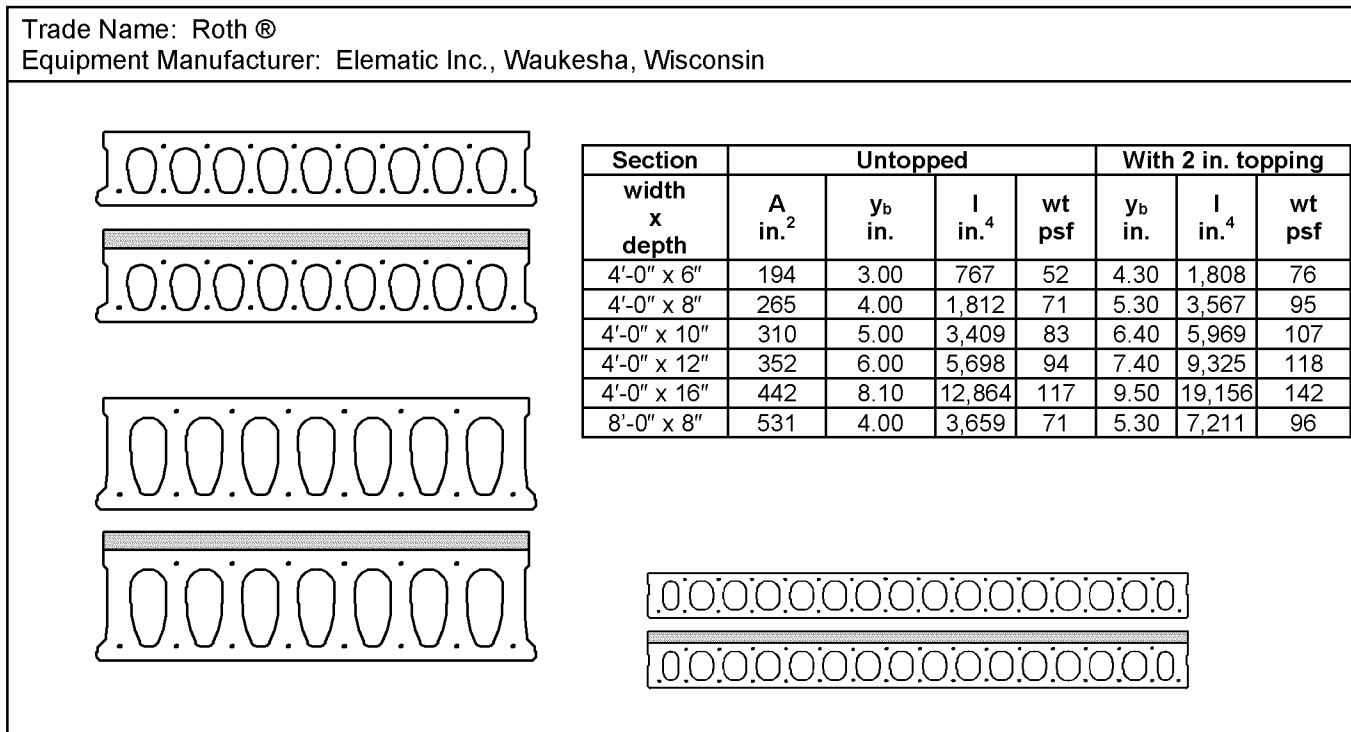 Trade Name: Roth ®
Equipment Manufacturer: Elematic Inc., Waukesha, Wisconsin
Section Untopped With 2 in. topping
width x depth A in.² yb in. I in.⁴ wt psf yb in. I in.⁴ wt psf
4'-0" x 6" 194 3.00 767 52 4.30 1,808 76
4'-0" x 8" 265 4.00 1,812 71 5.30 3,567 95
4'-0" x 10" 310 5.00 3,409 83 6.40 5,969 107
4'-0" x 12" 352 6.00 5,698 94 7.40 9,325 118
4'-0" x 16" 442 8.10 12,864 117 9.50 19,156 142
8'-0" x 8" 531 4.00 3,659 71 5.30 7,211 96